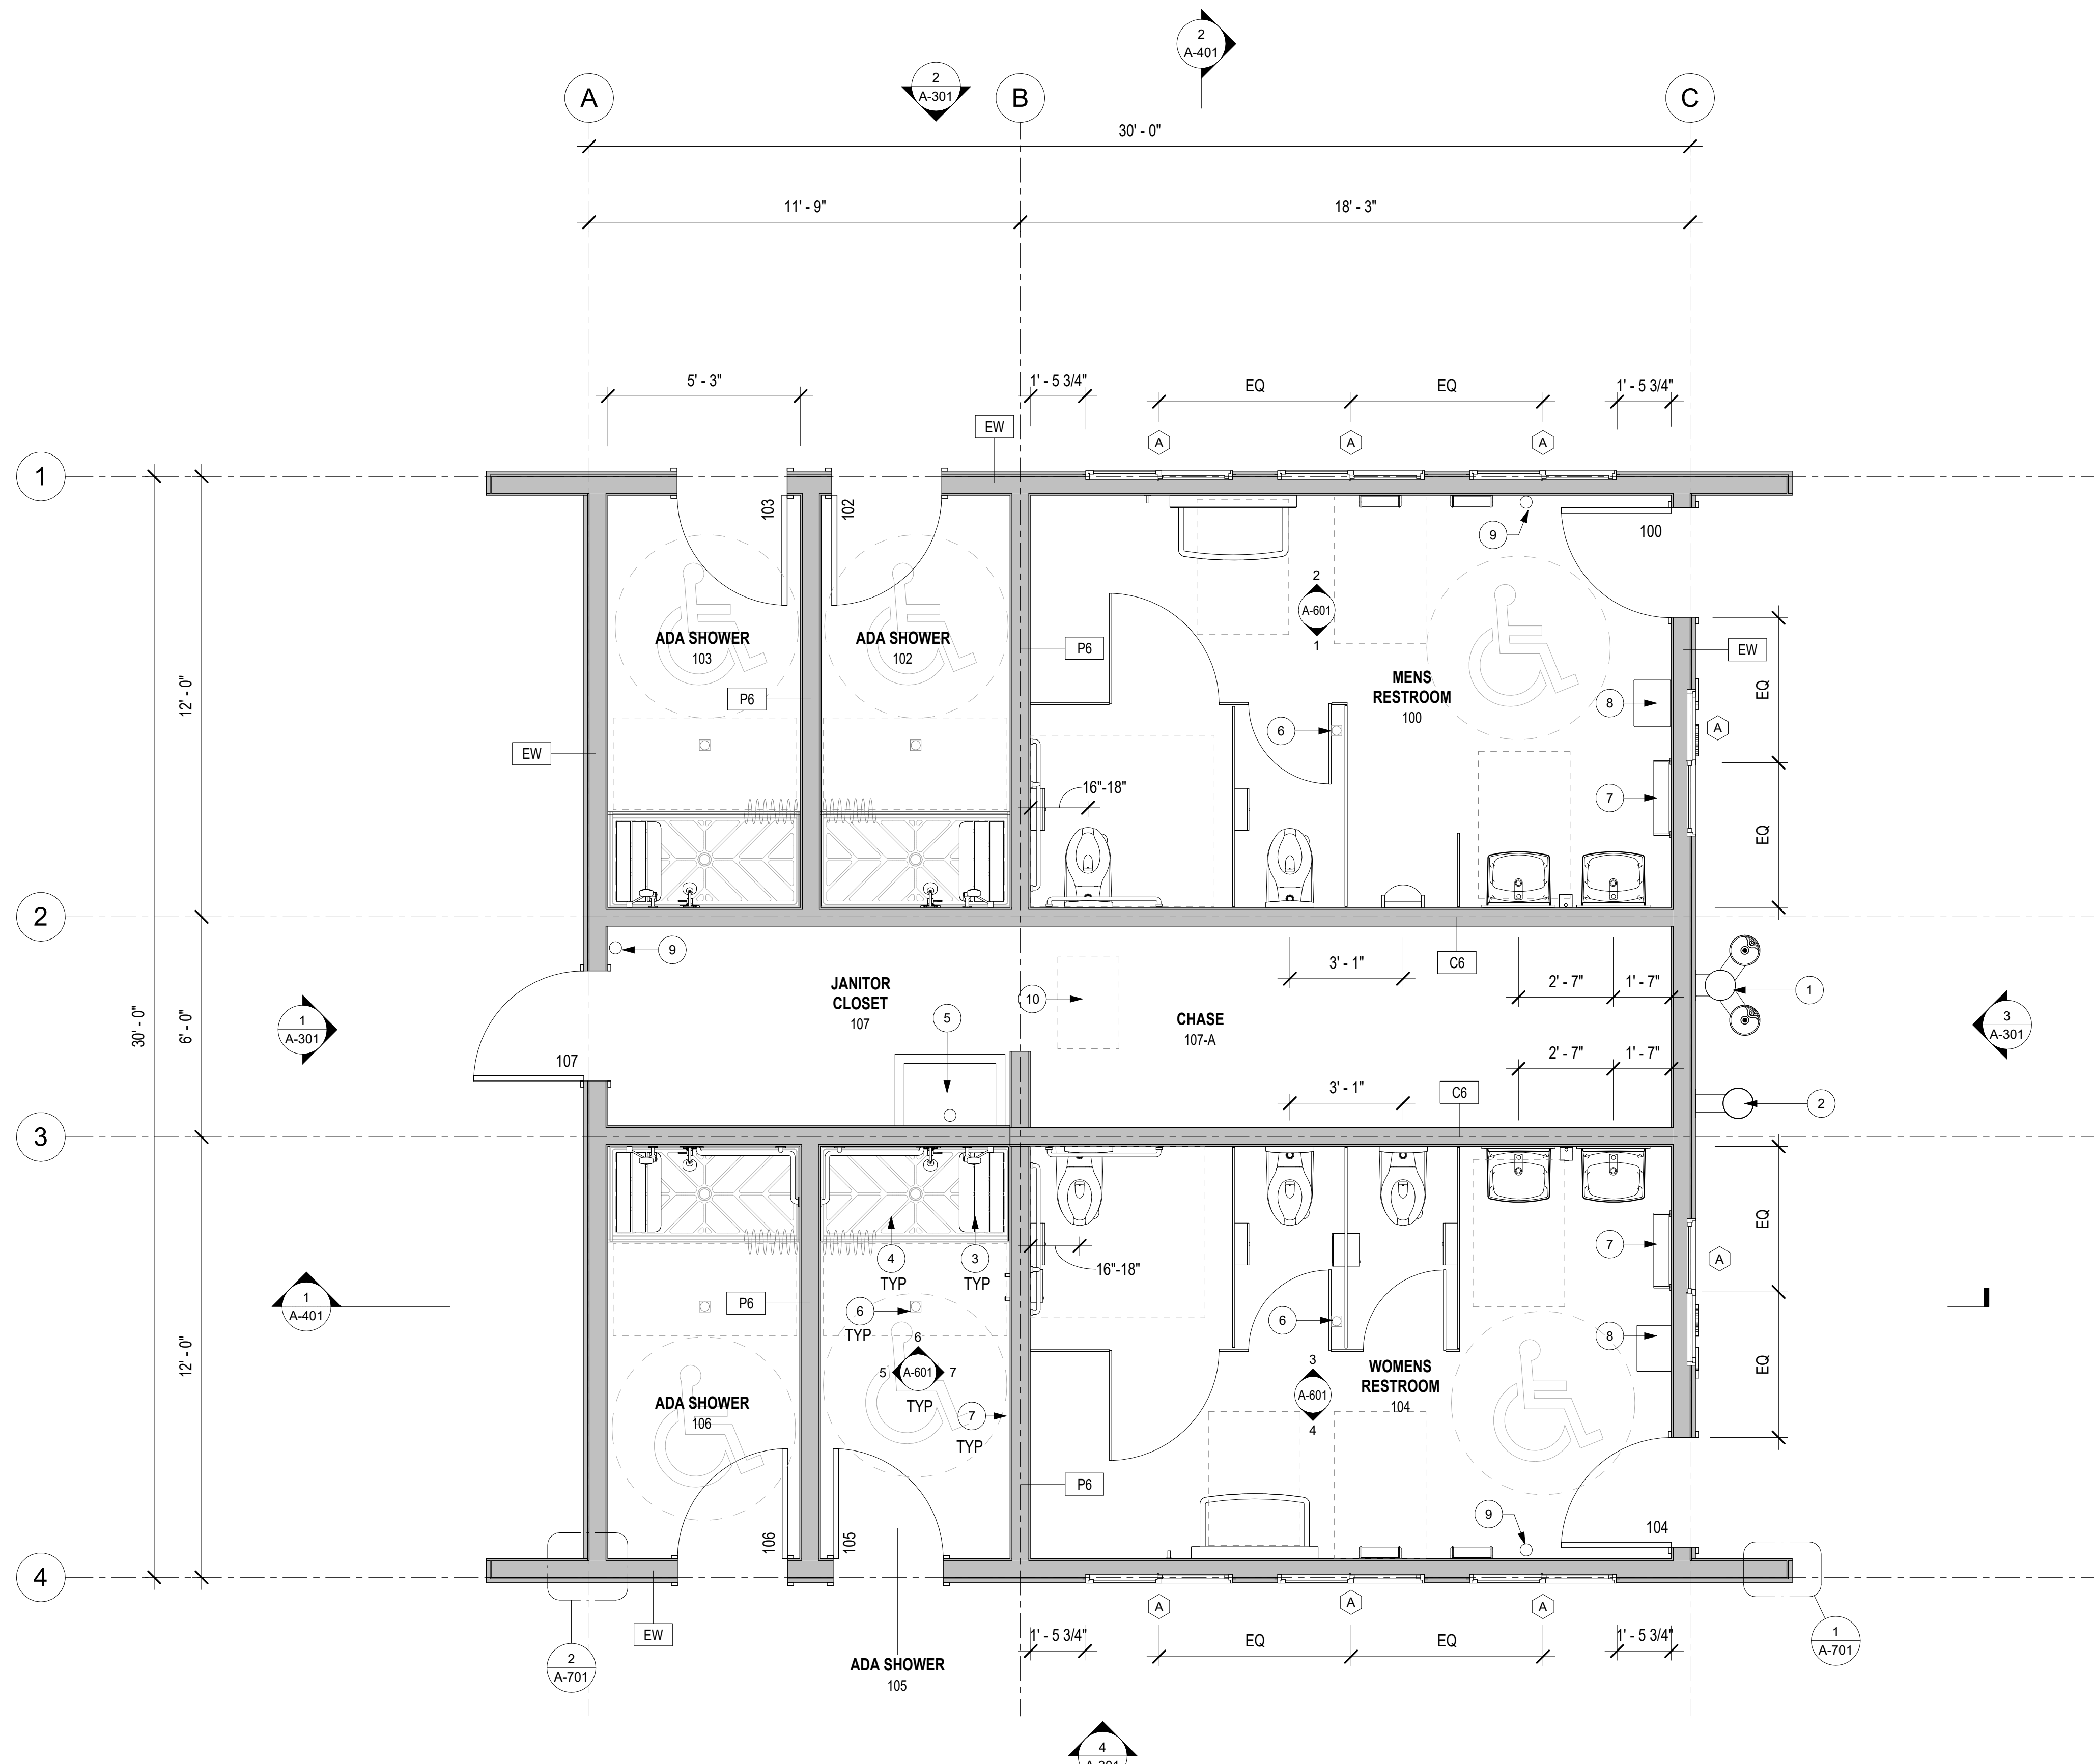 2
A-401
2
A-301
A
B
C
30' - 0"
11' - 9"
18' - 3"
5' - 3"
1' - 5 3/4"
EQ
EQ
1' - 5 3/4"
EW
A
A
A
1
103
102
9
100
2
A-601
1
ADA SHOWER
103
ADA SHOWER
102
P6
EW
MENS
RESTROOM
100
12' - 0"
P6
EQ
8
6
A
EW
16"-18"
7
EQ
2
9
3' - 1"
C6
JANITOR
CLOSET
107
2' - 7"
1' - 7"
10
1
5
CHASE
107-A
30' - 0"
6' - 0"
1
A-301
3
A-301
107
2' - 7"
1' - 7"
3' - 1"
C6
2
3
EQ
7
4
TYP
3
TYP
16"-18"
A
1
A-401
P6
6
TYP
6
8
12' - 0"
EQ
6
5
A-601
7
TYP
3
A-601
4
WOMENS
RESTROOM
104
ADA SHOWER
106
7
TYP
P6
9
106
105
104
4
A
A
A
EW
1' - 5 3/4"
EQ
EQ
1' - 5 3/4"
2
A-701
ADA SHOWER
105
1
A-701
4